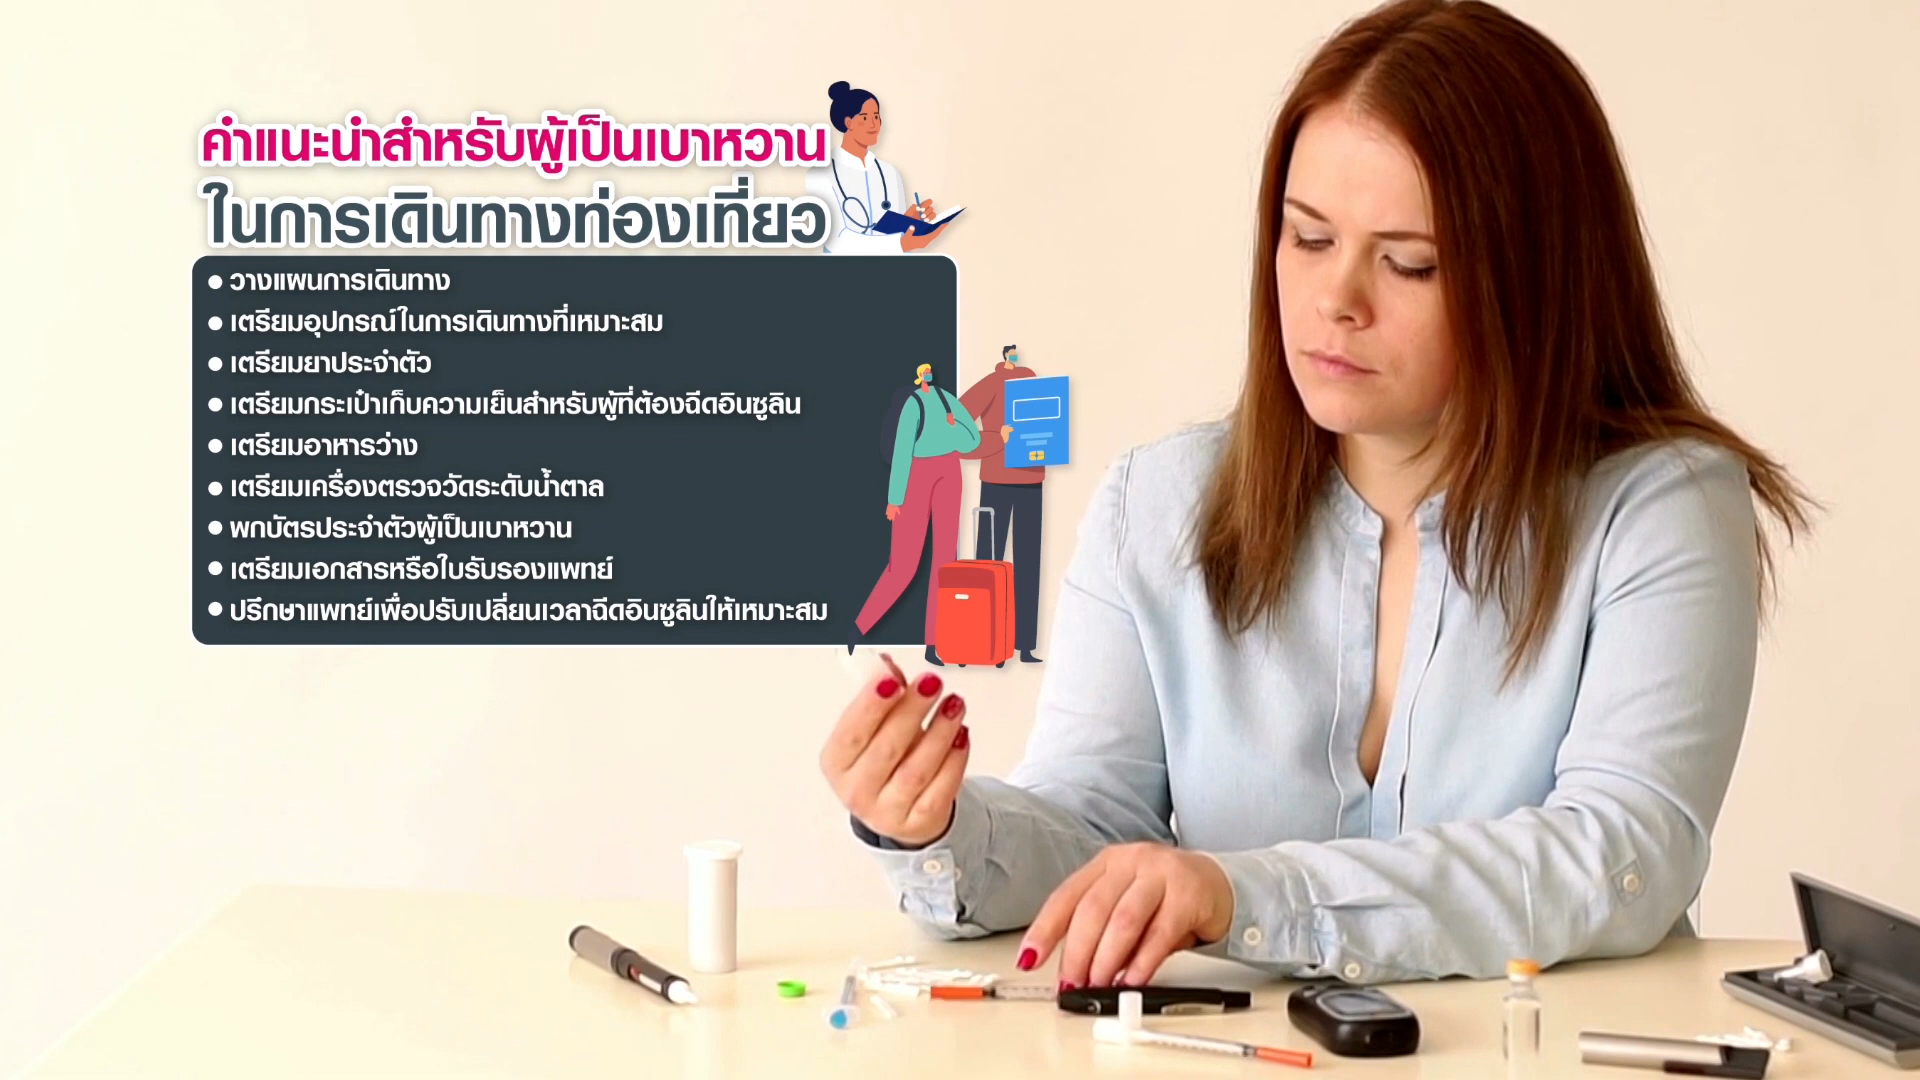 คำแนะนำสำหรับผู้เป็นเบาหวาน
ในการเดินทางท่องเที่ยว
• วางแผนการเดินทาง
• เตรียมอุปกรณ์ในการเดินทางที่เหมาะสม
• เตรียมยาประจำตัว
• เตรียมกระเป๋าเก็บความเย็นสำหรับผู้ที่ต้องฉีดอินซูลิน
• เตรียมอาหารว่าง
• เตรียมเครื่องตรวจวัดระดับน้ำตาล
• พกบัตรประจำตัวผู้เป็นเบาหวาน
• เตรียมเอกสารหรือใบรับรองแพทย์
• ปรึกษาแพทย์เพื่อปรับเปลี่ยนเวลาฉีดอินซูลินให้เหมาะสม